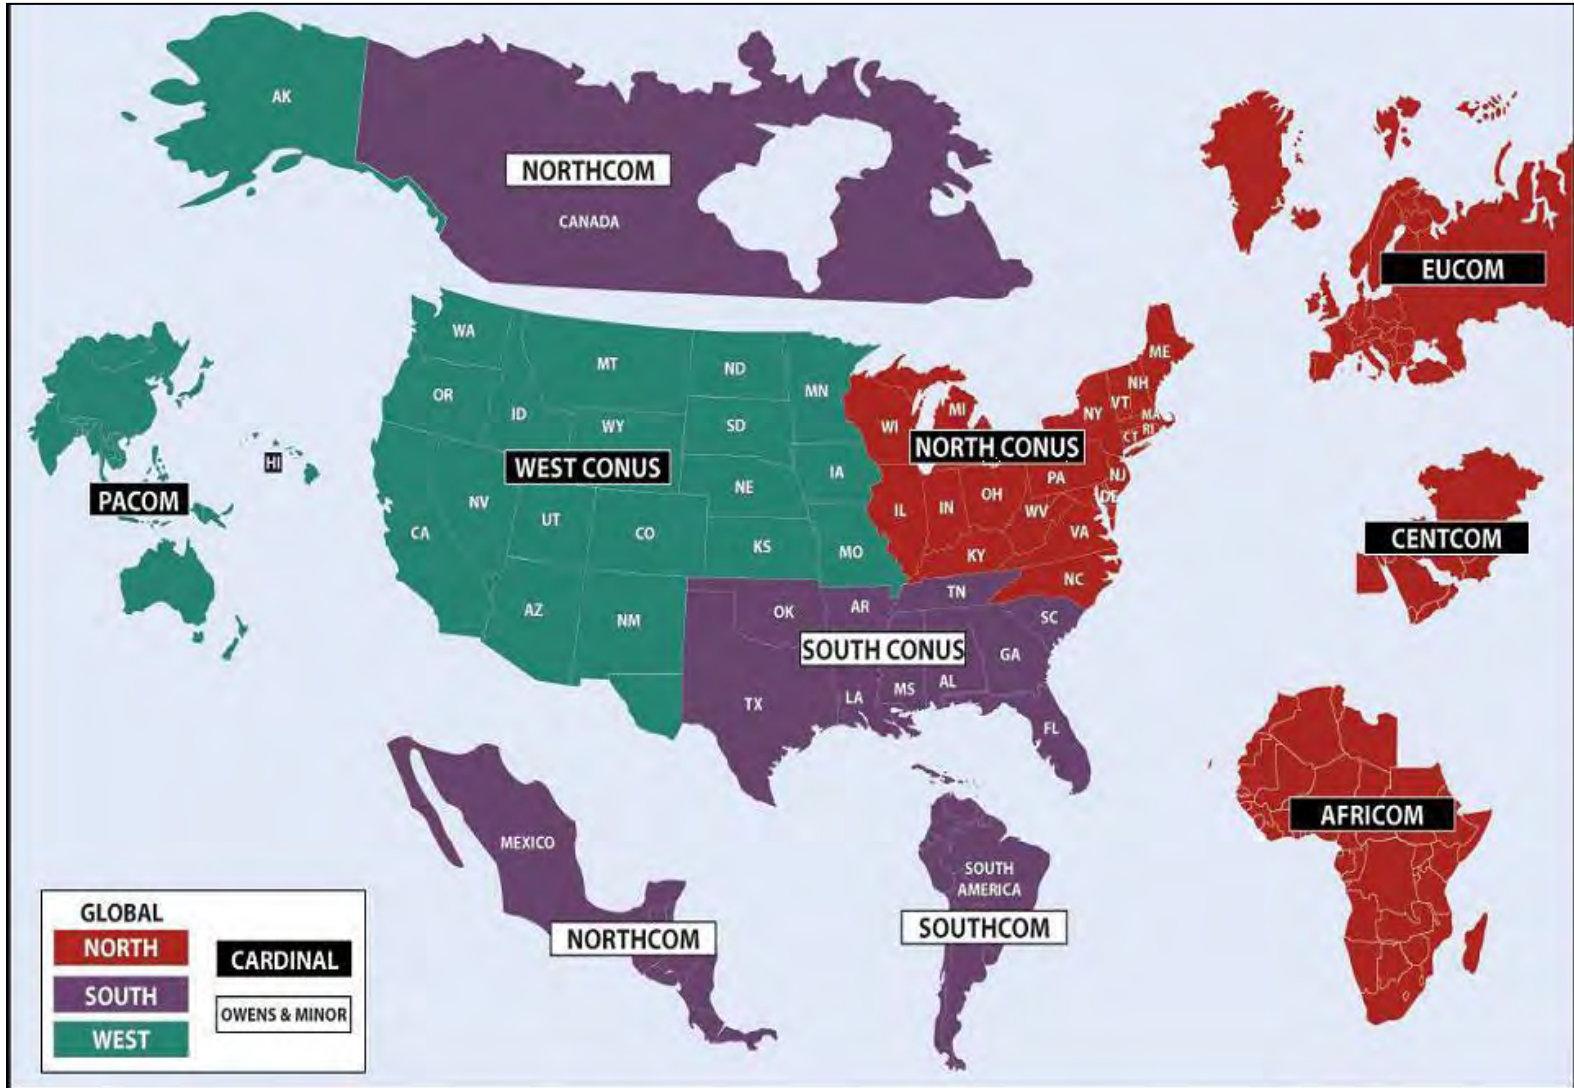 AK
NORTHCOM
CANADA
EUCOM
WA
MT
ND
MN
OR
ID
WY
SD
WI
MI
ME
NH
VT
NY
MA
RI
CT
WEST CONUS
NORTH CONUS
HI
PACOM
NV
NE
IA
IL
IN
OH
PA
NJ
DE
WV
VA
CA
UT
CO
KS
MO
KY
CENTCOM
AZ
NM
OK
AR
TN
NC
SC
SOUTH CONUS
GA
TX
LA
MS
AL
FL
MEXICO
NORTHCOM
SOUTH
AMERICA
SOUTHCOM
AFRICOM
GLOBAL
NORTH
SOUTH
WEST
CARDINAL
OWENS & MINOR